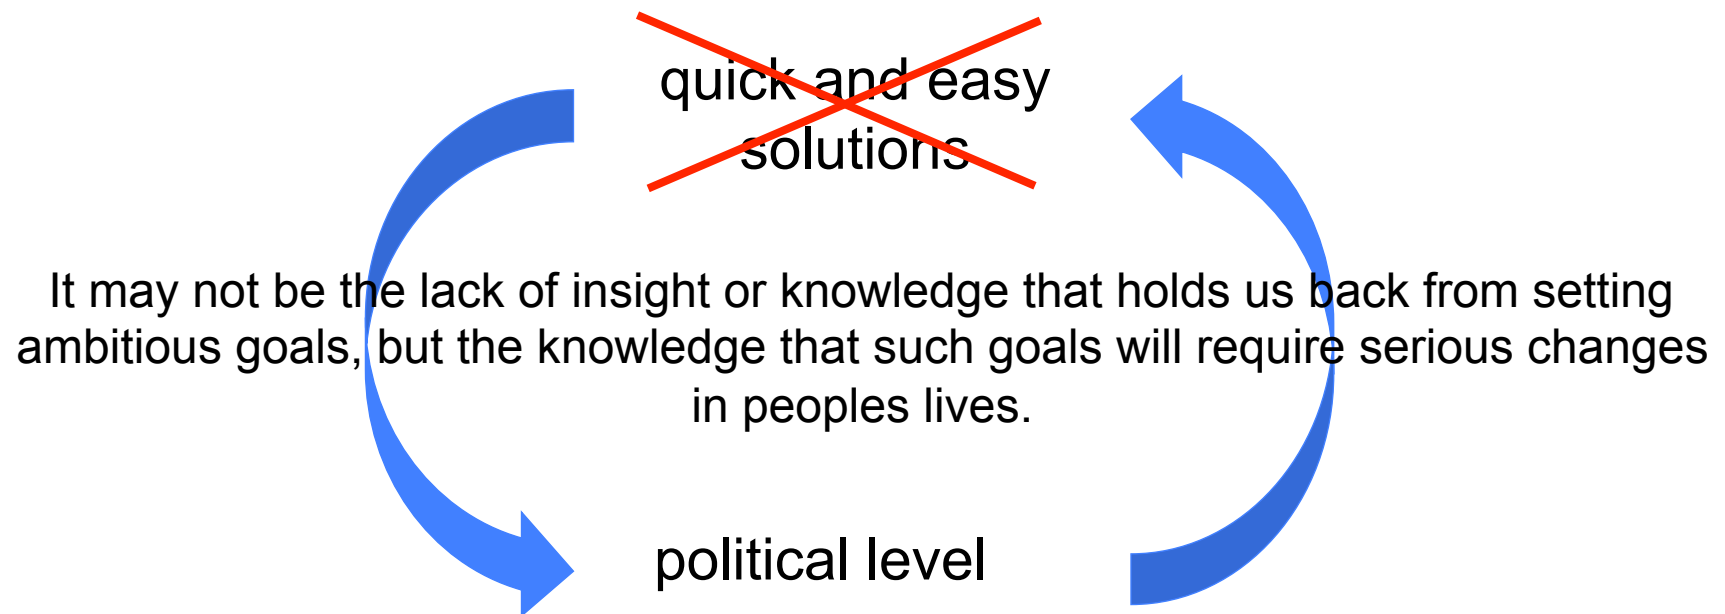 quick and easy
solutions
It may not be the lack of insight or knowledge that holds us back from setting
ambitious goals, but the knowledge that such goals will require serious changes
in peoples lives.
political level